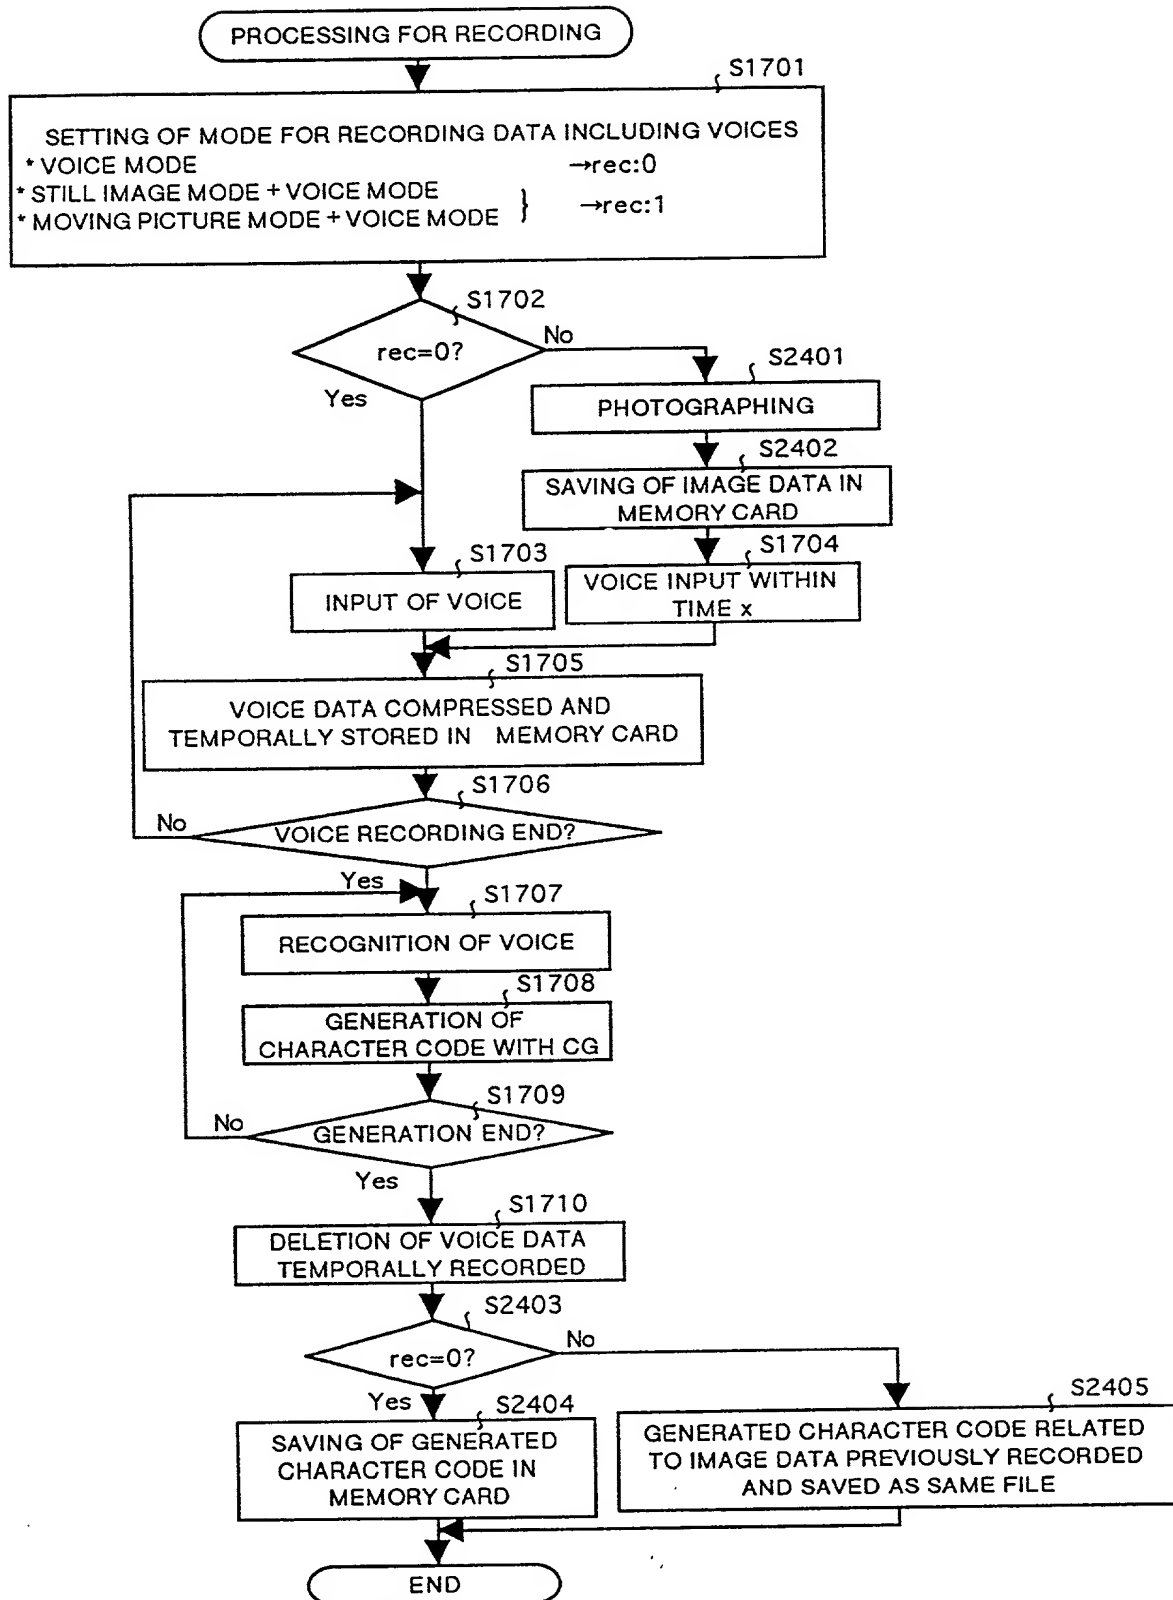 PROCESSING FOR RECORDING
S1701
SETTING OF MODE FOR RECORDING DATA INCLUDING VOICES
* VOICE MODE →rec:0
* STILL IMAGE MODE + VOICE MODE
* MOVING PICTURE MODE + VOICE MODE } →rec:1
S1702
rec=0?
No
Yes
S2401
PHOTOGRAPHING
S2402
SAVING OF IMAGE DATA IN
MEMORY CARD
S1703
INPUT OF VOICE
S1704
VOICE INPUT WITHIN
TIME x
S1705
VOICE DATA COMPRESSED AND
TEMPORALLY STORED IN MEMORY CARD
S1706
No
VOICE RECORDING END?
Yes
S1707
RECOGNITION OF VOICE
S1708
GENERATION OF
CHARACTER CODE WITH CG
S1709
No
GENERATION END?
Yes
S1710
DELETION OF VOICE DATA
TEMPORALLY RECORDED
S2403
rec=0?
No
Yes
S2404
SAVING OF GENERATED
CHARACTER CODE IN
MEMORY CARD
S2405
GENERATED CHARACTER CODE RELATED
TO IMAGE DATA PREVIOUSLY RECORDED
AND SAVED AS SAME FILE
END